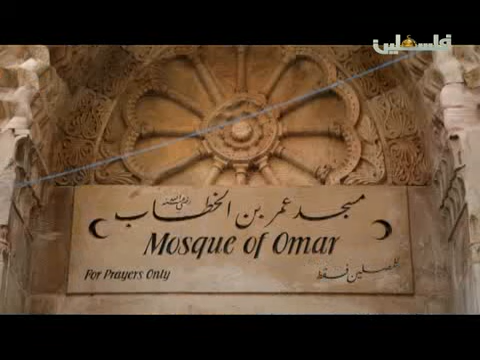 فلسطين
مسجد عمر بن الخطاب
Mosque of Omar
For Prayers Only
للمصلين فقط